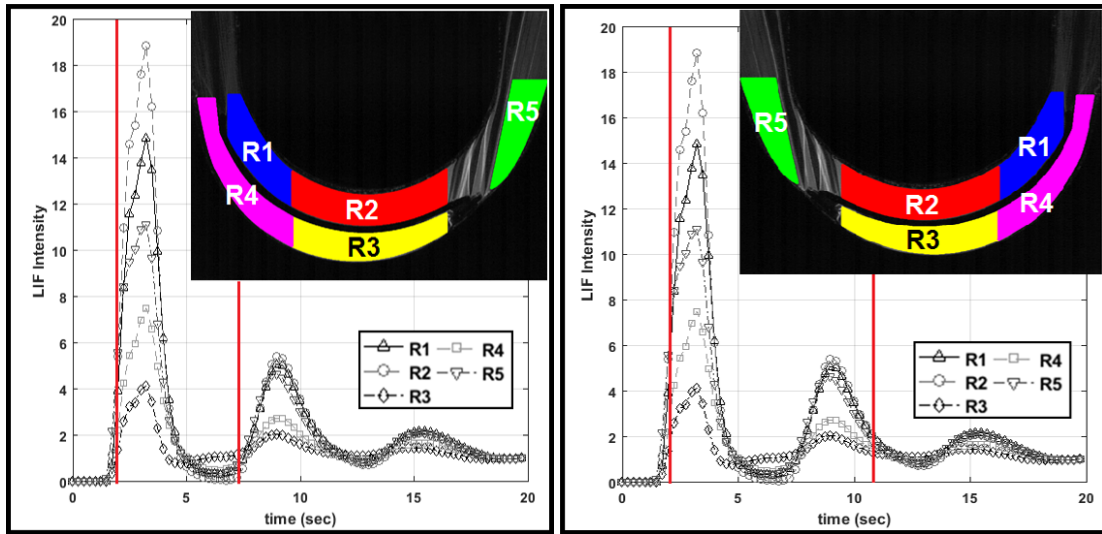 20
18
16
14
12
10
8
6
4
2
0
LIF Intensity
0 5 10 15 20
time (sec)
R1
R2
R3
R4
R5
R1 R4
R2 R5
R3
20
18
16
14
12
10
8
6
4
2
0
LIF Intensity
0 5 10 15 20
time (sec)
R5
R1
R2
R4
R3
R1 R4
R2 R5
R3